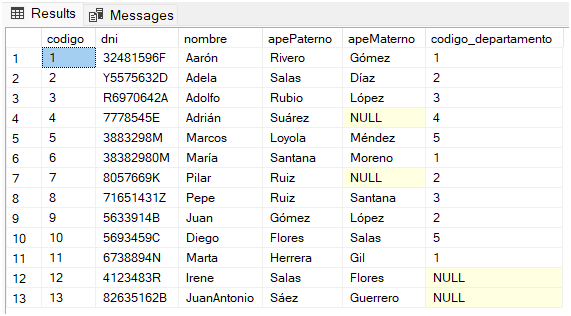 Results Messages
codigo dni nombre apePaterno apeMaterno codigo_departamento
1 1 32481596F Aarón Rivero Gómez 1
2 2 Y5575632D Adela Salas Díaz 2
3 3 R6970642A Adolfo Rubio López 3
4 4 7778545E Adrián Suárez NULL 4
5 5 3883298M Marcos Loyola Méndez 5
6 6 38382980M María Santana Moreno 1
7 7 8057669K Pilar Ruiz NULL 2
8 8 71651431Z Pepe Ruiz Santana 3
9 9 5633914B Juan Gómez López 2
10 10 5693459C Diego Flores Salas 5
11 11 6738894N Marta Herrera Gil 1
12 12 4123483R Irene Salas Flores NULL
13 13 82635162B JuanAntonio Sáez Guerrero NULL